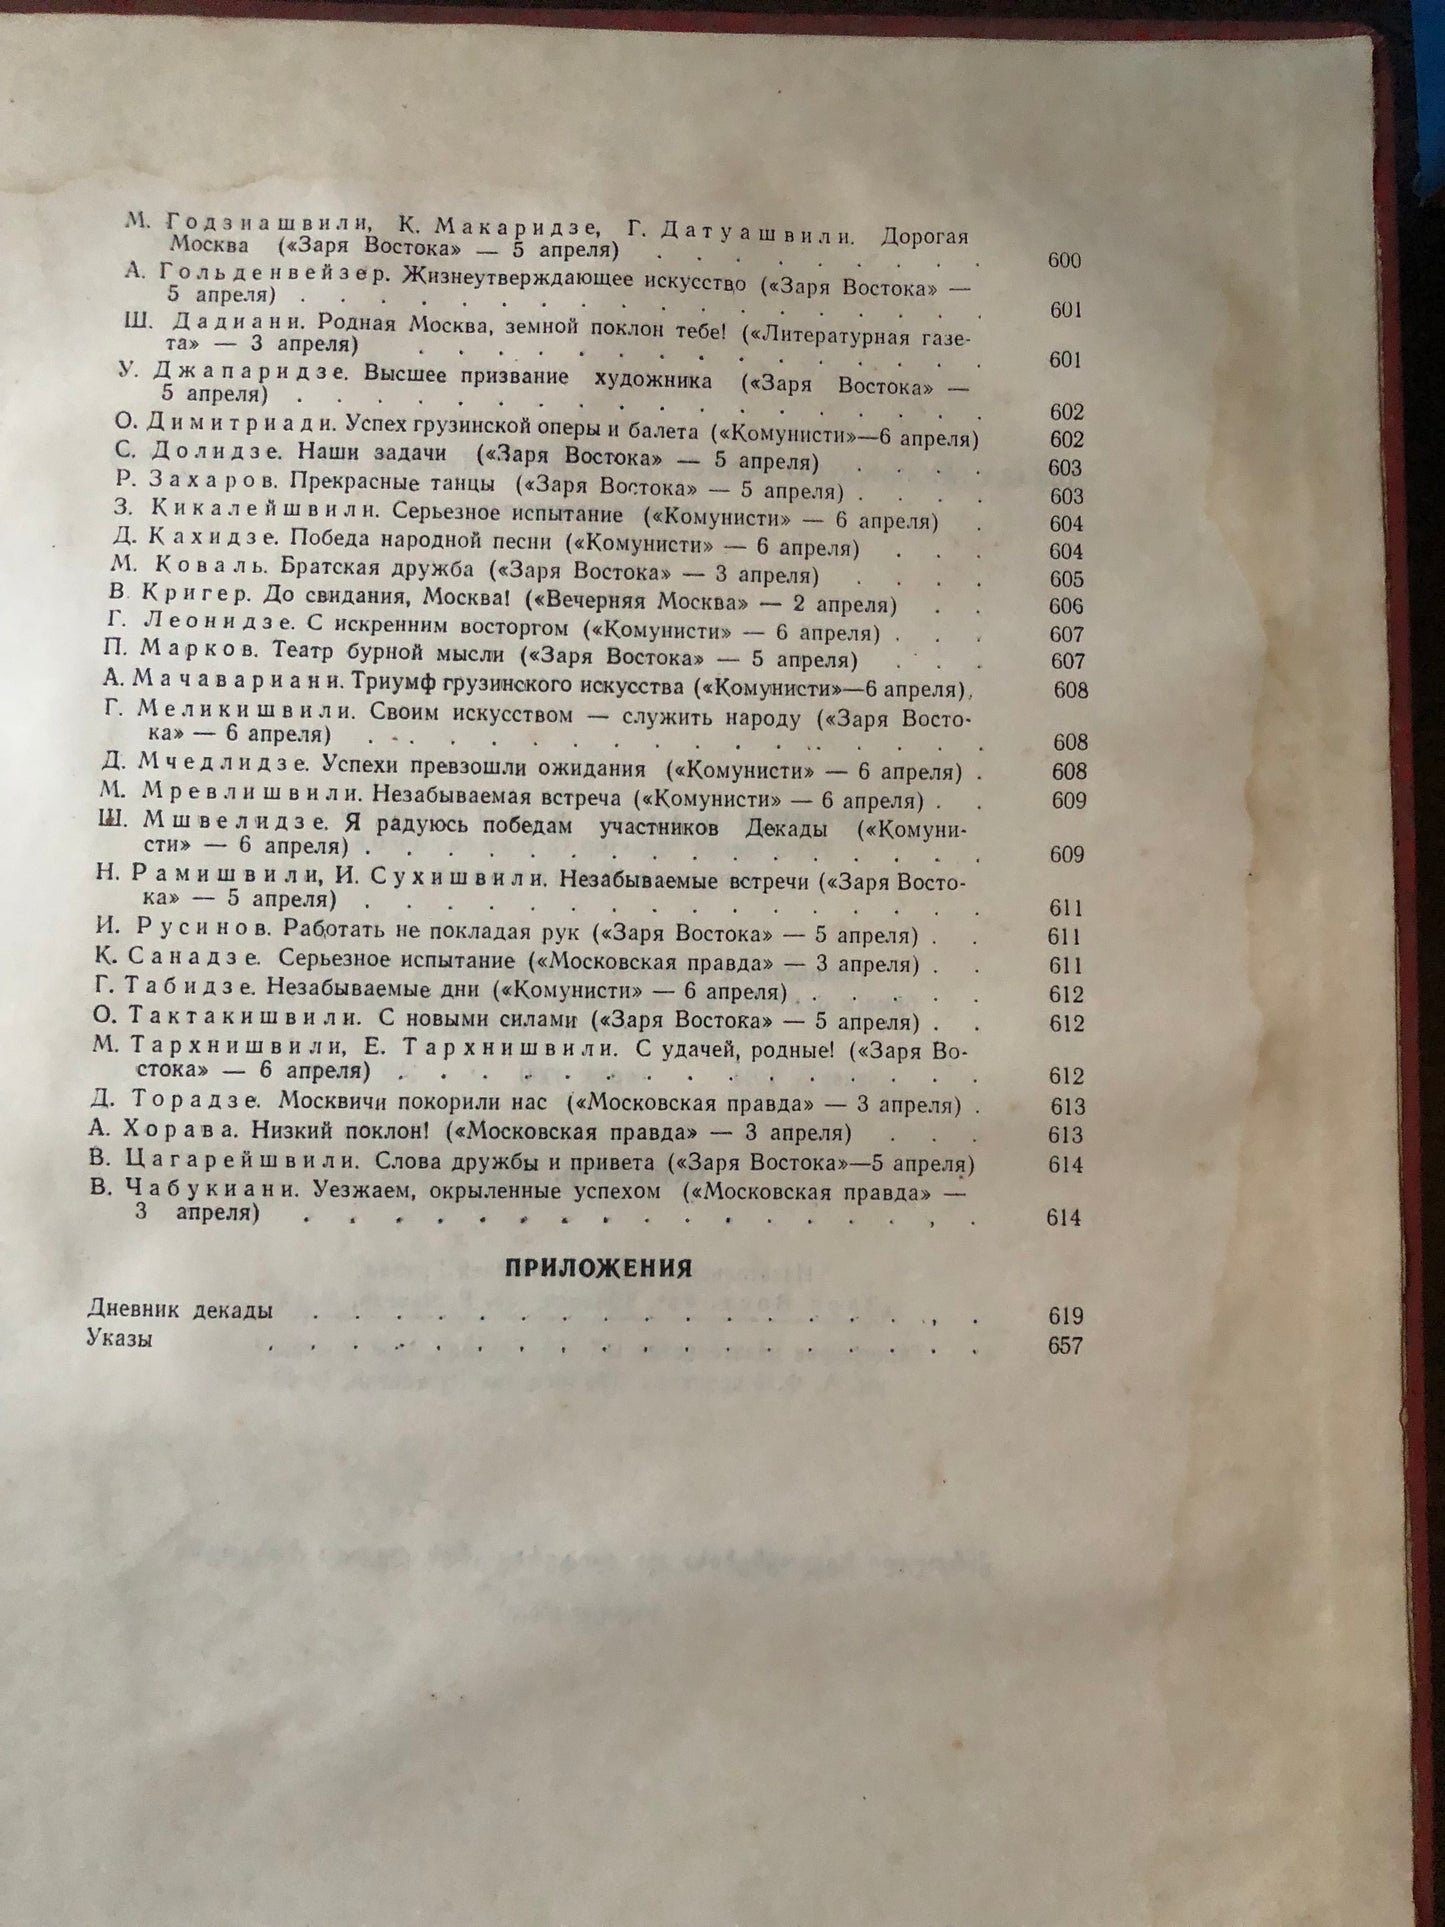 М. Годзиашвили, К. Макаридзе, Г. Датуашвили. Дорогая
Москва («Заря Востока» — 5 апреля) . . . . . . . . . 600
А. Гольденвейзер. Жизнеутверждающее искусство («Заря Востока» —
5 апреля) . . . . . . . . . . . . . . . . . 601
Ш. Дадиани. Родная Москва, земной поклон тебе! («Литературная газе-
та» — 3 апреля) . . . . . . . . . . . . . . . 601
У. Джапаридзе. Высшее призвание художника («Заря Востока» —
5 апреля) . . . . . . . . . . . . . . . . . 602
О. Димитриади. Успех грузинской оперы и балета («Комунисти»—6 апреля) 602
С. Долидзе. Наши задачи («Заря Востока» — 5 апреля) . . . . 603
Р. Захаров. Прекрасные танцы («Заря Востока» — 5 апреля) . . . . 603
З. Кикалейшвили. Серьезное испытание («Комунисти» — 6 апреля) . 604
Д. Кахидзе. Победа народной песни («Комунисти» — 6 апреля) . . . 604
М. Коваль. Братская дружба («Заря Востока» — 3 апреля) . . . . 605
В. Кригер. До свидания, Москва! («Вечерняя Москва» — 2 апреля) . . 606
Г. Леонидзе. С искренним восторгом («Комунисти» — 6 апреля) . . . 607
П. Марков. Театр бурной мысли («Заря Востока» — 5 апреля) . . . 607
А. Мачавариани. Триумф грузинского искусства («Комунисти»—6 апреля). 608
Г. Меликишвили. Своим искусством — служить народу («Заря Восто-
ка» — 6 апреля) . . . . . . . . . . . . . . . . 608
Д. Мчедлидзе. Успехи превзошли ожидания («Комунисти» — 6 апреля) . 608
М. Мревлишвили. Незабываемая встреча («Комунисти» — 6 апреля) . . 609
Ш. Мшвелидзе. Я радуюсь победам участников Декады («Комуни-
сти» — 6 апреля) . . . . . . . . . . . . . . . . 609
Н. Рамишвили, И. Сухишвили. Незабываемые встречи («Заря Восто-
ка» — 5 апреля) . . . . . . . . . . . . . . . . 611
И. Русинов. Работать не покладая рук («Заря Востока» — 5 апреля) . . 611
К. Санадзе. Серьезное испытание («Московская правда» — 3 апреля) . . 611
Г. Табидзе. Незабываемые дни («Комунисти» — 6 апреля) . . . . . 612
О. Тактакишвили. С новыми силами («Заря Востока» — 5 апреля) . . 612
М. Тархнишвили, Е. Тархнишвили. С удачей, родные! («Заря Во-
стока» — 6 апреля) . . . . . . . . . . . . . . . 612
Д. Торадзе. Москвичи покорили нас («Московская правда» — 3 апреля) . 613
А. Хорава. Низкий поклон! («Московская правда» — 3 апреля) . . . 613
В. Цагарейшвили. Слова дружбы и привета («Заря Востока»—5 апреля) 614
В. Чабукиани. Уезжаем, окрыленные успехом («Московская правда» —
3 апреля) . . . . . . . . . . . . . . . . . 614
ПРИЛОЖЕНИЯ
Дневник декады . . . . . . . . . . . . . . . . . 619
Указы . . . . . . . . . . . . . . . . . . 657